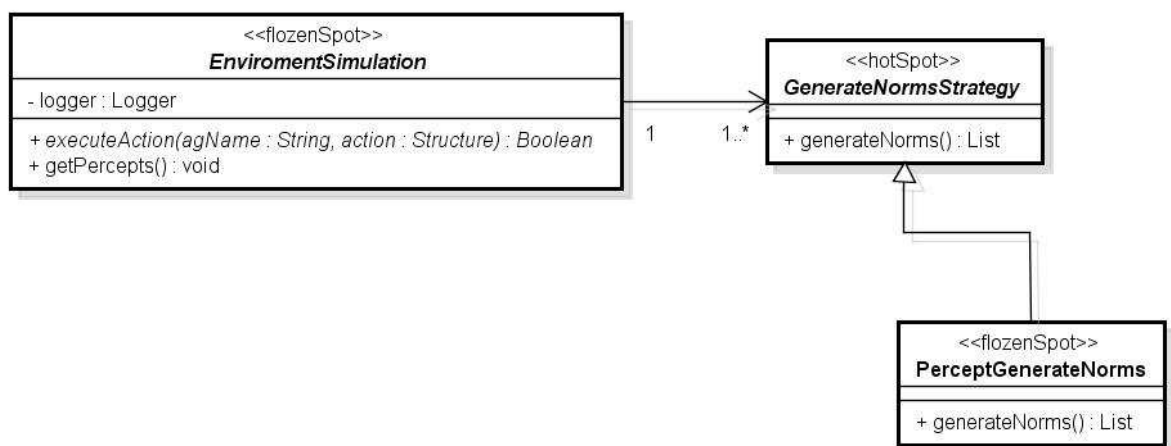 <<flozenSpot>>
EnviromentSimulation
- logger : Logger
+ executeAction(agName : String, action : Structure) : Boolean
+ getPercepts() : void
1
1..*
<<hotSpot>>
GenerateNormsStrategy
+ generateNorms() : List
<<flozenSpot>>
PerceptGenerateNorms
+ generateNorms() : List